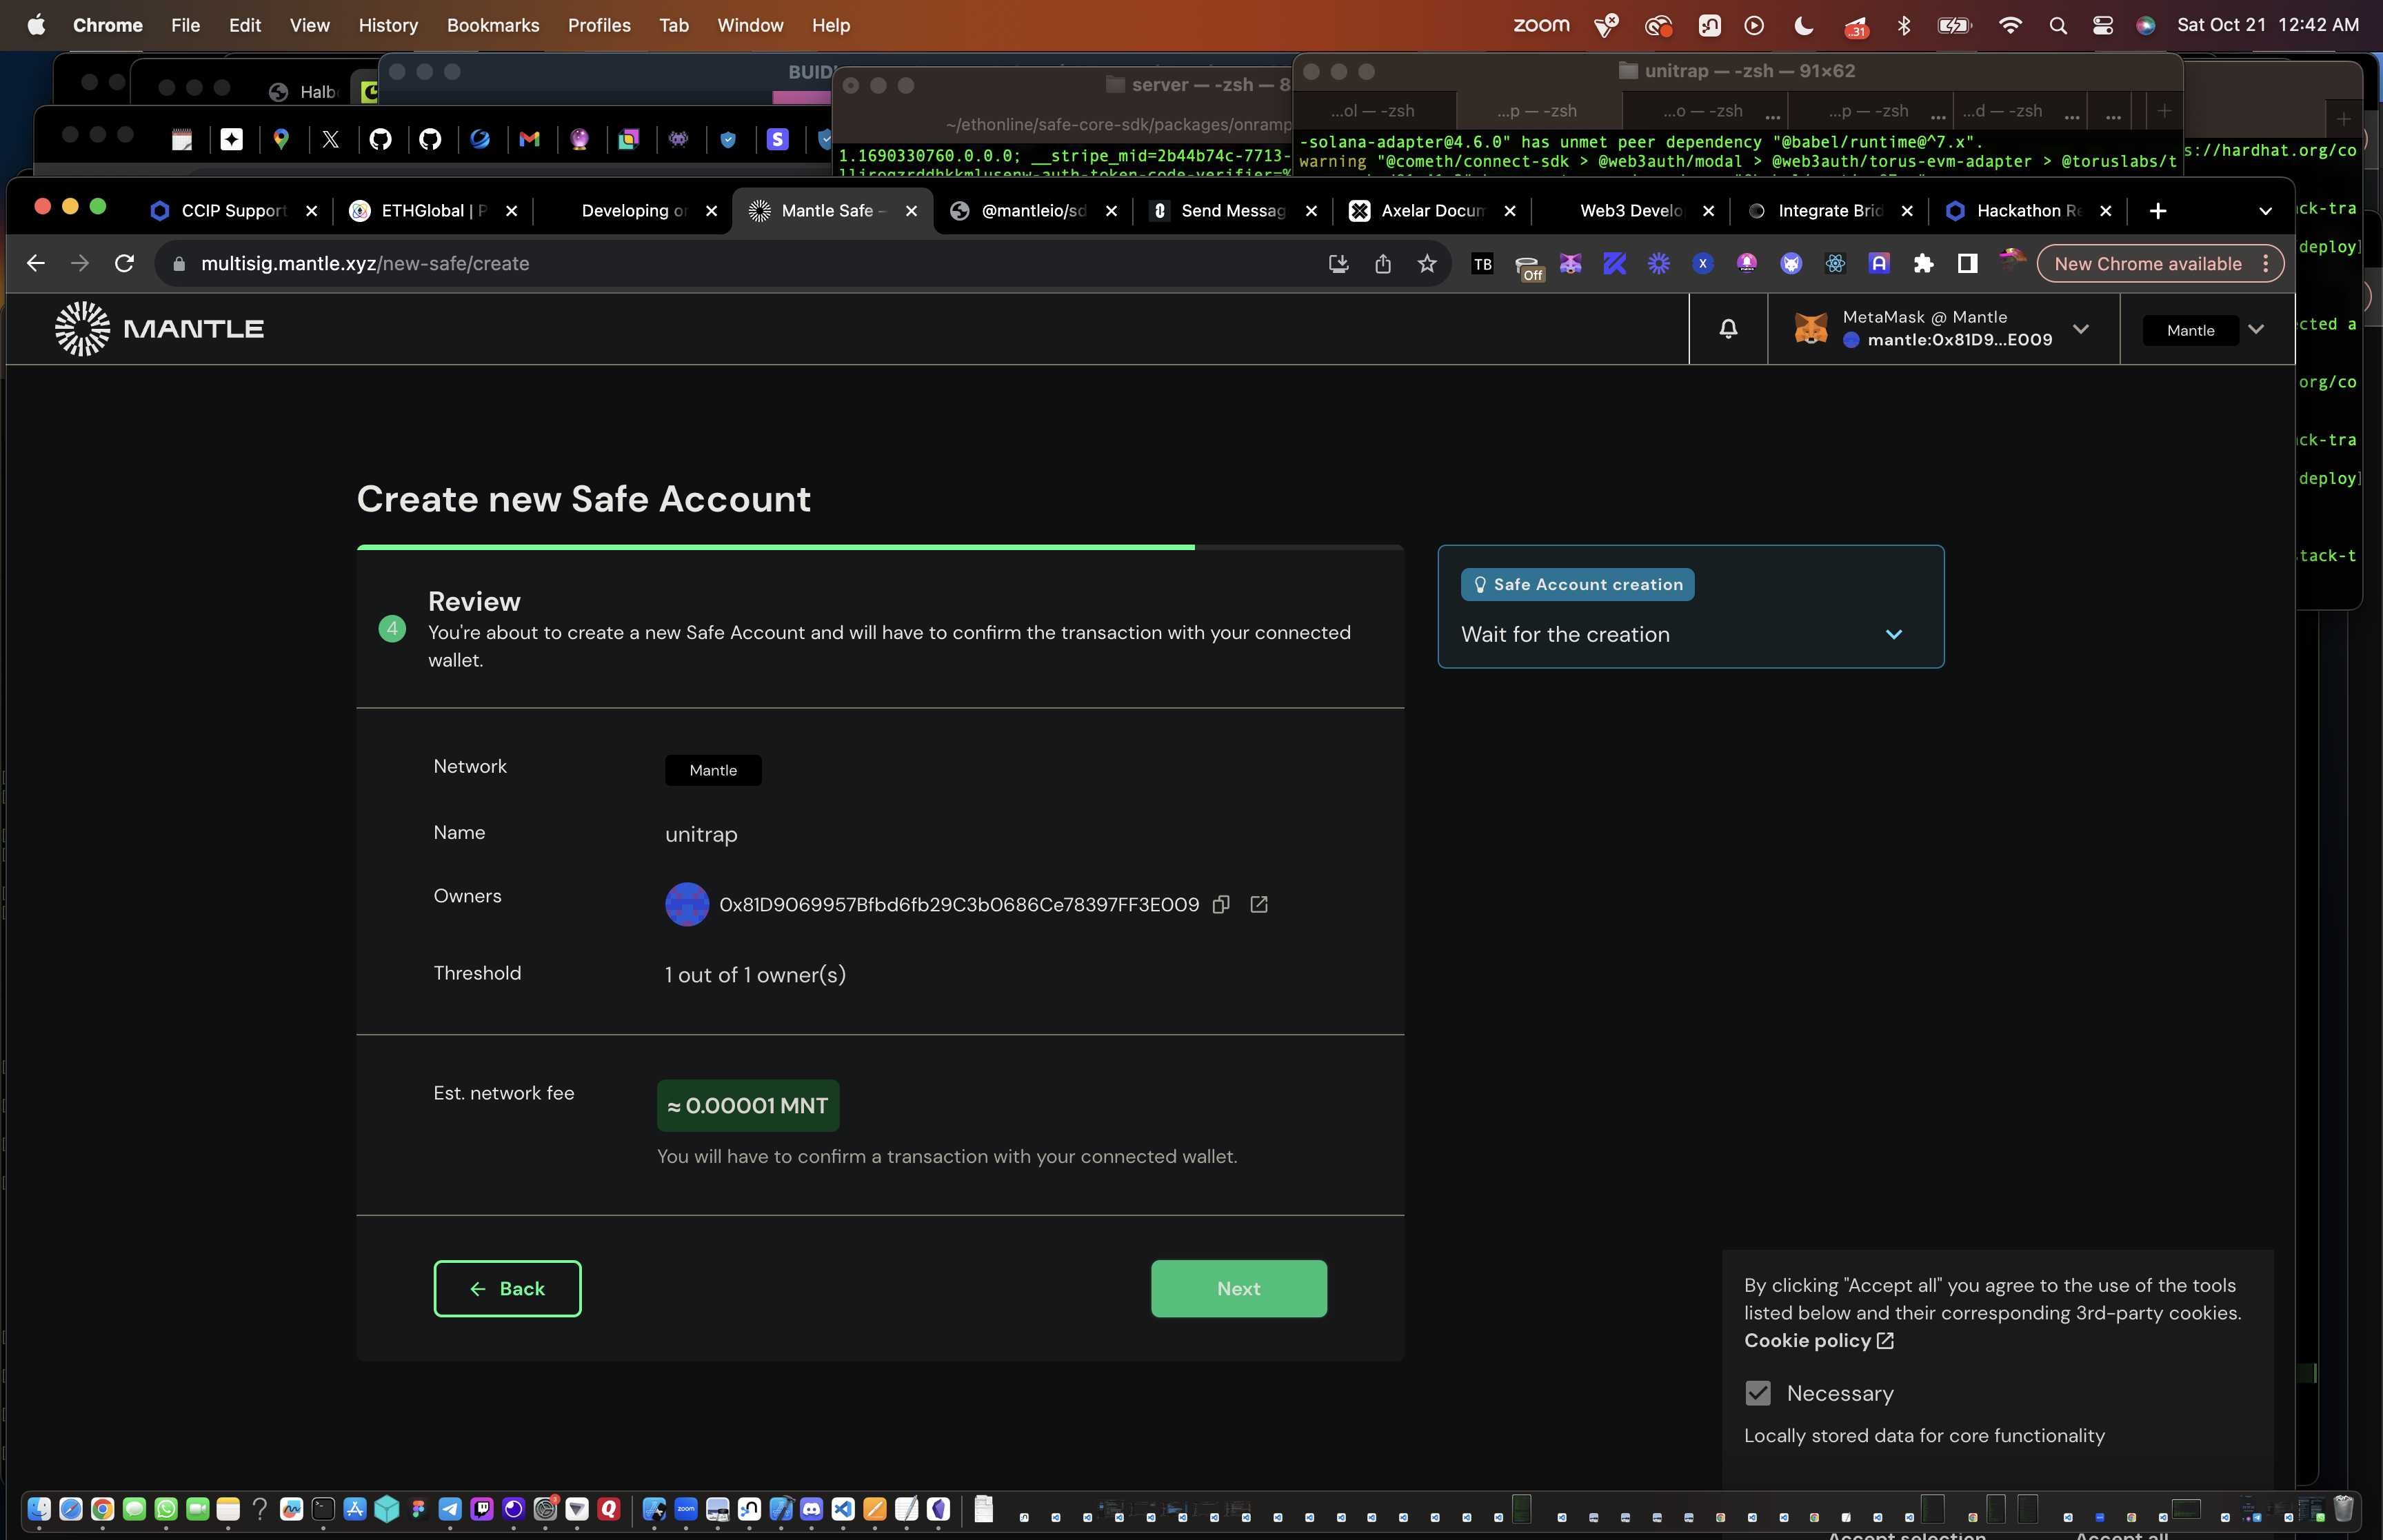 Chrome File Edit View History Bookmarks Profiles Tab Window Help
zoom ..31 Sat Oct 21 12:42 AM
Halb
server — -zsh — 8
~/ethonline/safe-core-sdk/packages/onramp
1.1690330760.0.0.0; __stripe_mid=2b44b74c-7713-
unitrap — -zsh — 91×62
...ol — -zsh ...p — -zsh ...o — -zsh ... ...p — -zsh ... ...d — -zsh ... ...
-solana-adapter@4.6.0" has unmet peer dependency "@babel/runtime@^7.x".
warning "@cometh/connect-sdk > @web3auth/modal > @web3auth/torus-evm-adapter > @toruslabs/t
s://hardhat.org/co
ck-tra
deploy]
cted a
org/co
ck-tra
deploy]
tack-t
CCIP Support
ETHGlobal | P
Developing or
Mantle Safe –
@mantleio/sd
Send Messag
Axelar Docum
Web3 Develo
Integrate Brid
Hackathon Re
multisig.mantle.xyz/new-safe/create
TB
Off
New Chrome available
MANTLE
MetaMask @ Mantle
mantle:0x81D9...E009
Mantle
Create new Safe Account
4
Review
You're about to create a new Safe Account and will have to confirm the transaction with your connected
wallet.
Safe Account creation
Wait for the creation
Network Mantle
Name unitrap
Owners 0x81D9069957Bfbd6fb29C3b0686Ce78397FF3E009
Threshold 1 out of 1 owner(s)
Est. network fee ≈ 0.00001 MNT
You will have to confirm a transaction with your connected wallet.
Back
Next
By clicking "Accept all" you agree to the use of the tools
listed below and their corresponding 3rd-party cookies.
Cookie policy
Necessary
Locally stored data for core functionality
Accept selection Accept all